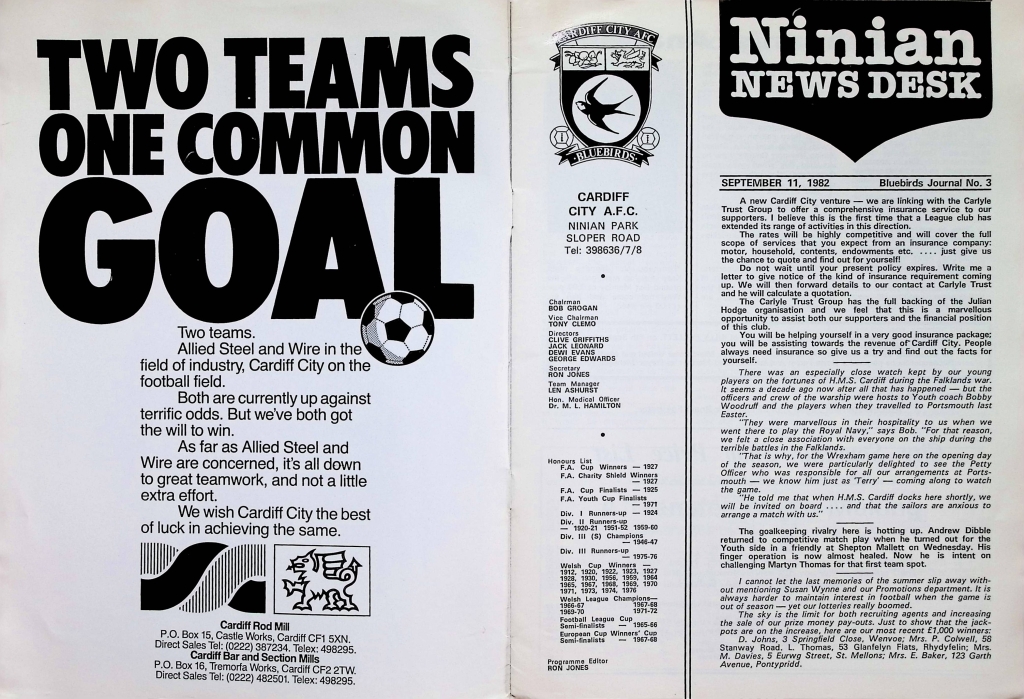 TWO TEAMS
ONE COMMON
GOAL
Two teams.
Allied Steel and Wire in the
field of industry, Cardiff City on the
football field.
Both are currently up against
terrific odds. But we've both got
the will to win.
As far as Allied Steel and
Wire are concerned, it's all down
to great teamwork, and not a little
extra effort.
We wish Cardiff City the best
of luck in achieving the same.
Cardiff Rod Mill
P.O. Box 15, Castle Works, Cardiff CF1 5XN.
Direct Sales Tel: (0222) 387234. Telex: 498295.
Cardiff Bar and Section Mills
P.O. Box 16, Tremorfa Works, Cardiff CF2 2TW.
Direct Sales Tel: (0222) 482501. Telex: 498295.
CARDIFF CITY AFC
BLUEBIRDS
CARDIFF
CITY A.F.C.
NINIAN PARK
SLOPER ROAD
Tel: 398636/7/8
Chairman
BOB GROGAN
Vice Chairman
TONY CLEMO
Directors
CLIVE GRIFFITHS
JACK LEONARD
DEWI EVANS
GEORGE EDWARDS
Secretary
RON JONES
Team Manager
LEN ASHURST
Hon. Medical Officer
Dr. M. L. HAMILTON
Honours List
F.A. Cup Winners — 1927
F.A. Charity Shield Winners
— 1927
F.A. Cup Finalists — 1925
F.A. Youth Cup Finalists
— 1971
Div. I Runners-up — 1924
Div. II Runners-up
— 1920-21 1951-52 1959-60
Div. III (S) Champions
— 1946-47
Div. III Runners-up
— 1975-76
Welsh Cup Winners —
1912, 1920, 1922, 1923, 1927
1928, 1930, 1956, 1959, 1964
1965, 1967, 1968, 1969, 1970
1971, 1973, 1974, 1976
Welsh League Champions—
1966-67 1967-68
1969-70 1971-72
Football League Cup
Semi-finalists — 1965-66
European Cup Winners' Cup
Semi-finalists — 1967-68
Programme Editor
RON JONES
Ninian
NEWS DESK
SEPTEMBER 11, 1982 Bluebirds Journal No. 3
A new Cardiff City venture — we are linking with the Carlyle
Trust Group to offer a comprehensive insurance service to our
supporters. I believe this is the first time that a League club has
extended its range of activities in this direction.
The rates will be highly competitive and will cover the full
scope of services that you expect from an insurance company:
motor, household, contents, endowments etc. .... just give us
the chance to quote and find out for yourself!
Do not wait until your present policy expires. Write me a
letter to give notice of the kind of insurance requirement coming
up. We will then forward details to our contact at Carlyle Trust
and he will calculate a quotation.
The Carlyle Trust Group has the full backing of the Julian
Hodge organisation and we feel that this is a marvellous
opportunity to assist both our supporters and the financial position
of this club.
You will be helping yourself in a very good insurance package;
you will be assisting towards the revenue of Cardiff City. People
always need insurance so give us a try and find out the facts for
yourself.
There was an especially close watch kept by our young
players on the fortunes of H.M.S. Cardiff during the Falklands war.
It seems a decade ago now after all that has happened — but the
officers and crew of the warship were hosts to Youth coach Bobby
Woodruff and the players when they travelled to Portsmouth last
Easter.
"They were marvellous in their hospitality to us when we
went there to play the Royal Navy," says Bob. "For that reason,
we felt a close association with everyone on the ship during the
terrible battles in the Falklands.
"That is why, for the Wrexham game here on the opening day
of the season, we were particularly delighted to see the Petty
Officer who was responsible for all our arrangements at Ports-
mouth — we know him just as 'Terry' — coming along to watch
the game.
"He told me that when H.M.S. Cardiff docks here shortly, we
will be invited on board .... and that the sailors are anxious to
arrange a match with us."
The goalkeeping rivalry here is hotting up. Andrew Dibble
returned to competitive match play when he turned out for the
Youth side in a friendly at Shepton Mallett on Wednesday. His
finger operation is now almost healed. Now he is intent on
challenging Martyn Thomas for that first team spot.
I cannot let the last memories of the summer slip away with-
out mentioning Susan Wynne and our Promotions department. It is
always harder to maintain interest in football when the game is
out of season — yet our lotteries really boomed.
The sky is the limit for both recruiting agents and increasing
the sale of our prize money pay-outs. Just to show that the jack-
pots are on the increase, here are our most recent £1,000 winners:
D. Johns, 3 Springfield Close, Wenvoe; Mrs. P. Colwell, 58
Stanway Road, L. Thomas, 53 Glanfelyn Flats, Rhydyfelin; Mrs.
M. Davies, 5 Eurwg Street, St. Mellons; Mrs. E. Baker, 123 Garth
Avenue, Pontypridd.